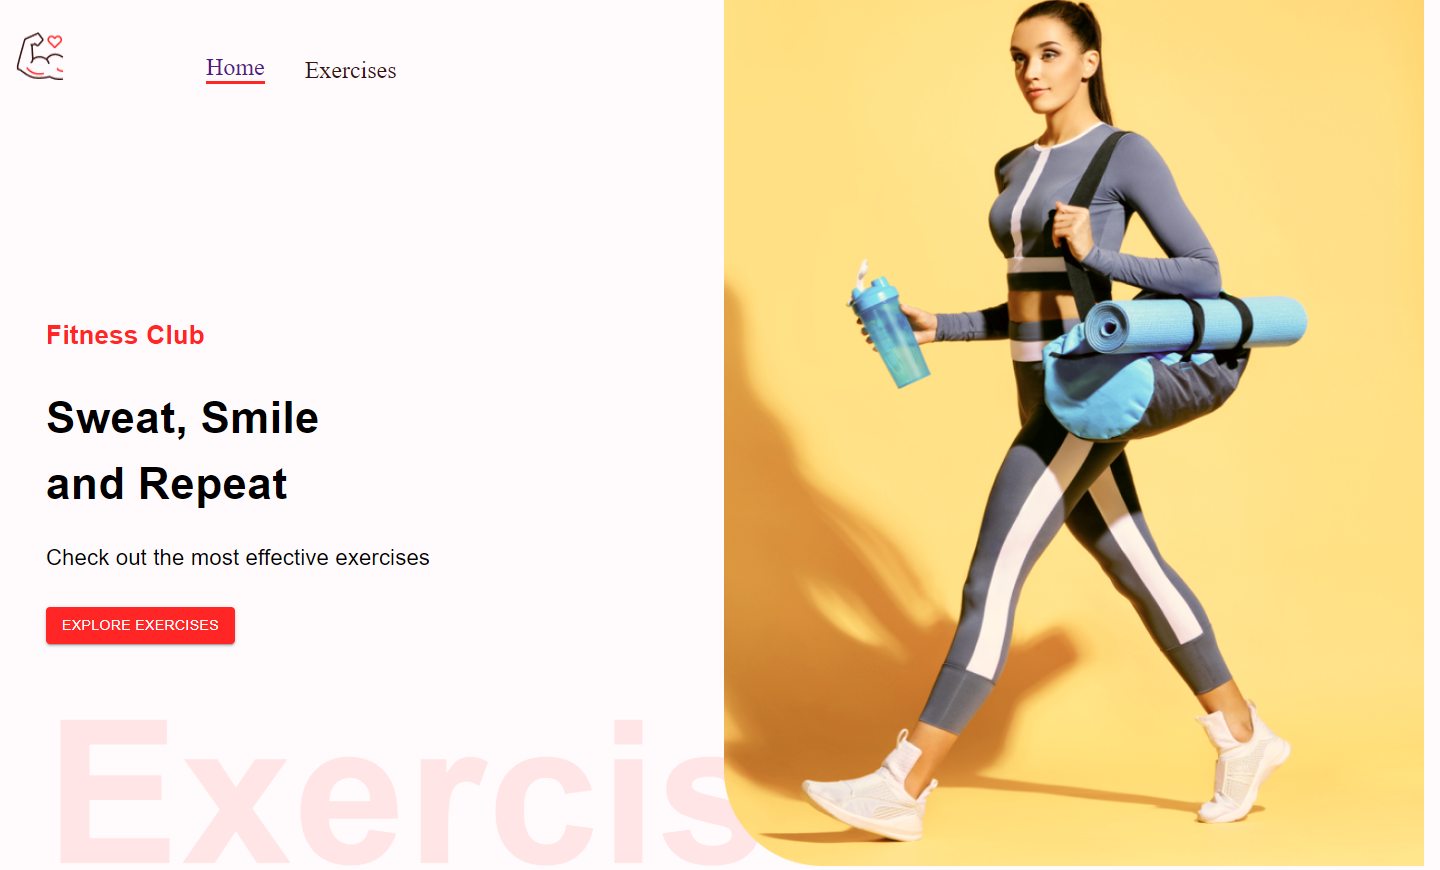 Home Exercises
Fitness Club
Sweat, Smile
and Repeat
Check out the most effective exercises
EXPLORE EXERCISES
Exercis